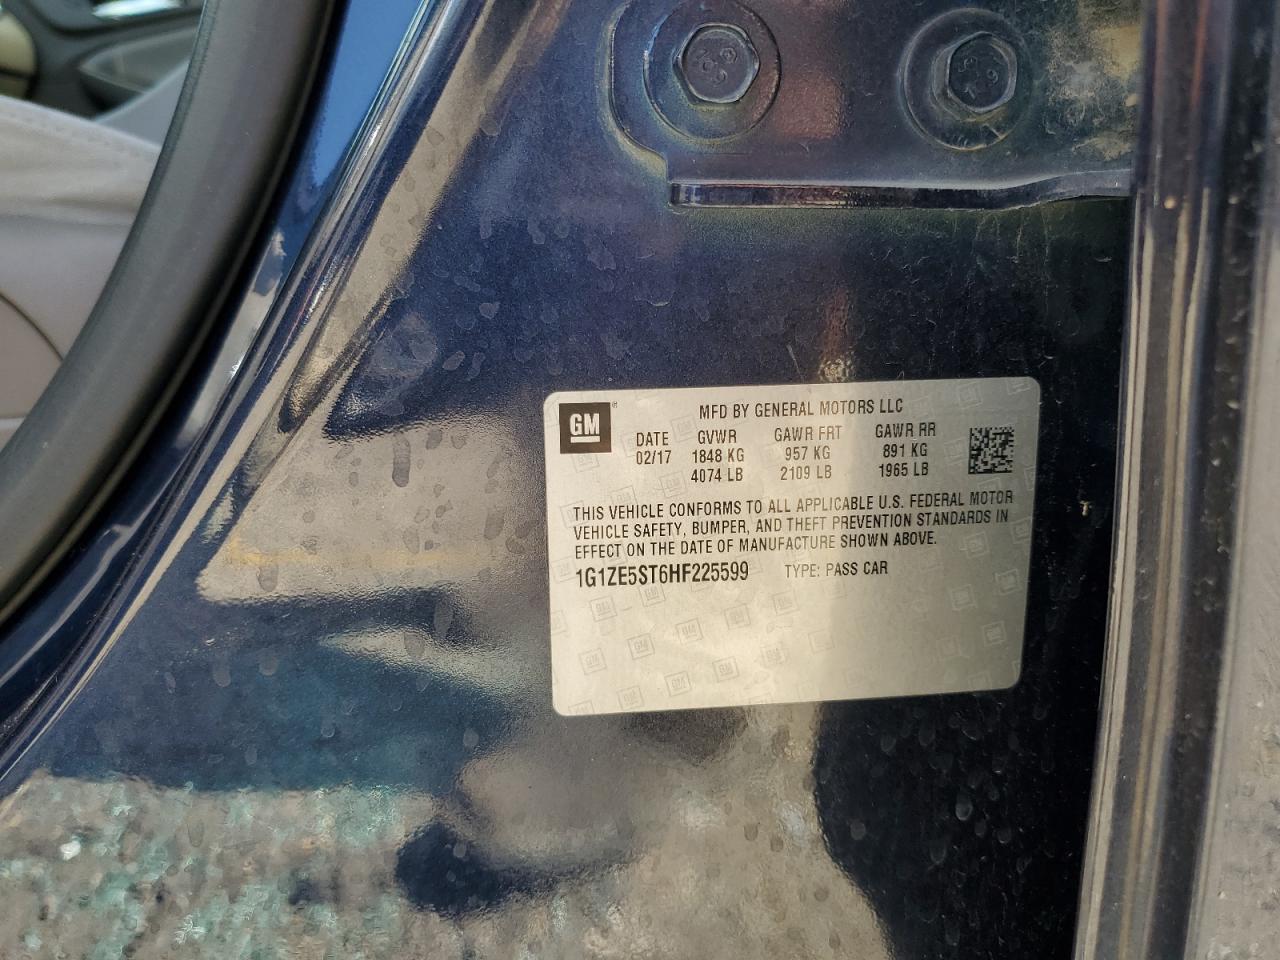 GM
MFD BY GENERAL MOTORS LLC
DATE GVWR GAWR FRT GAWR RR
02/17 1848 KG 957 KG 891 KG
4074 LB 2109 LB 1965 LB
THIS VEHICLE CONFORMS TO ALL APPLICABLE U.S. FEDERAL MOTOR
VEHICLE SAFETY, BUMPER, AND THEFT PREVENTION STANDARDS IN
EFFECT ON THE DATE OF MANUFACTURE SHOWN ABOVE.
1G1ZE5ST6HF225599 TYPE: PASS CAR